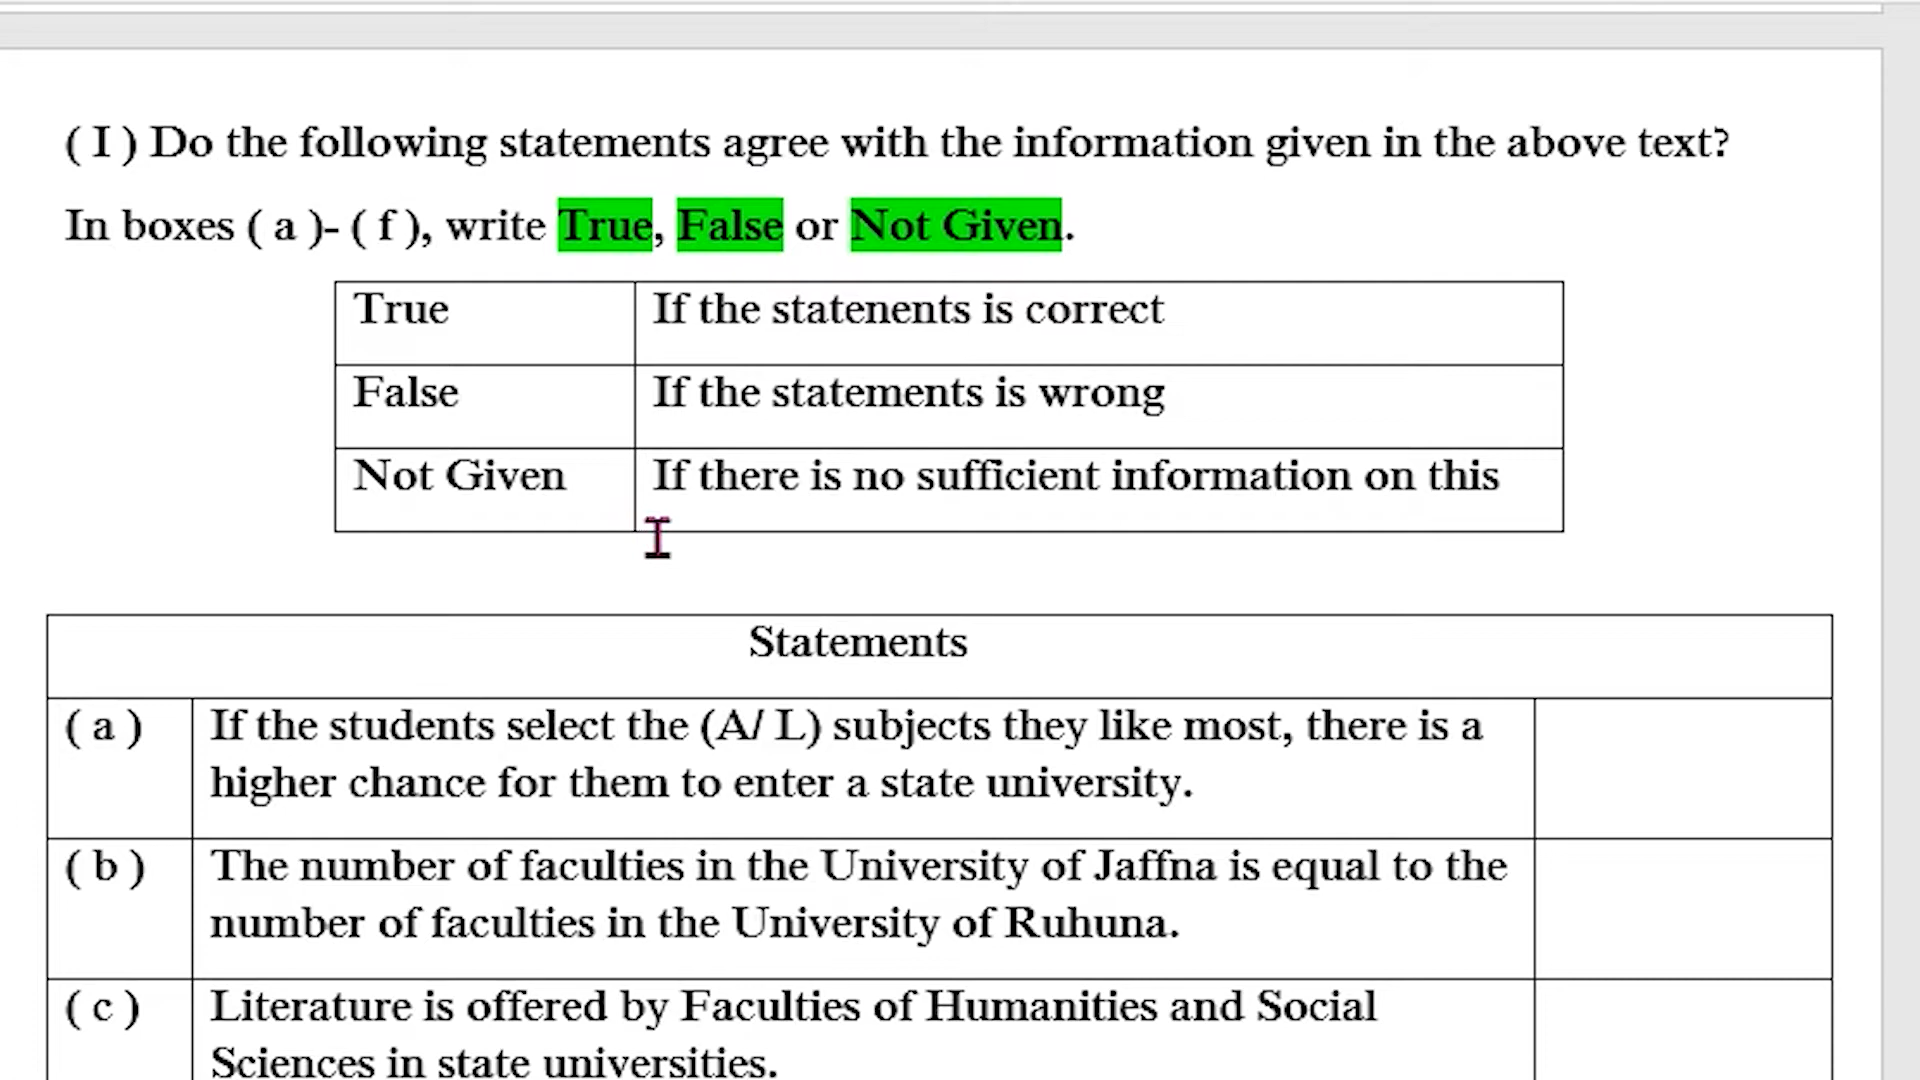 ( I ) Do the following statements agree with the information given in the above text?
In boxes ( a )- ( f ), write True, False or Not Given.
True If the statenents is correct
False If the statements is wrong
Not Given If there is no sufficient information on this
Statements
( a ) If the students select the (A/ L) subjects they like most, there is a
higher chance for them to enter a state university.
( b ) The number of faculties in the University of Jaffna is equal to the
number of faculties in the University of Ruhuna.
( c ) Literature is offered by Faculties of Humanities and Social
Sciences in state universities.